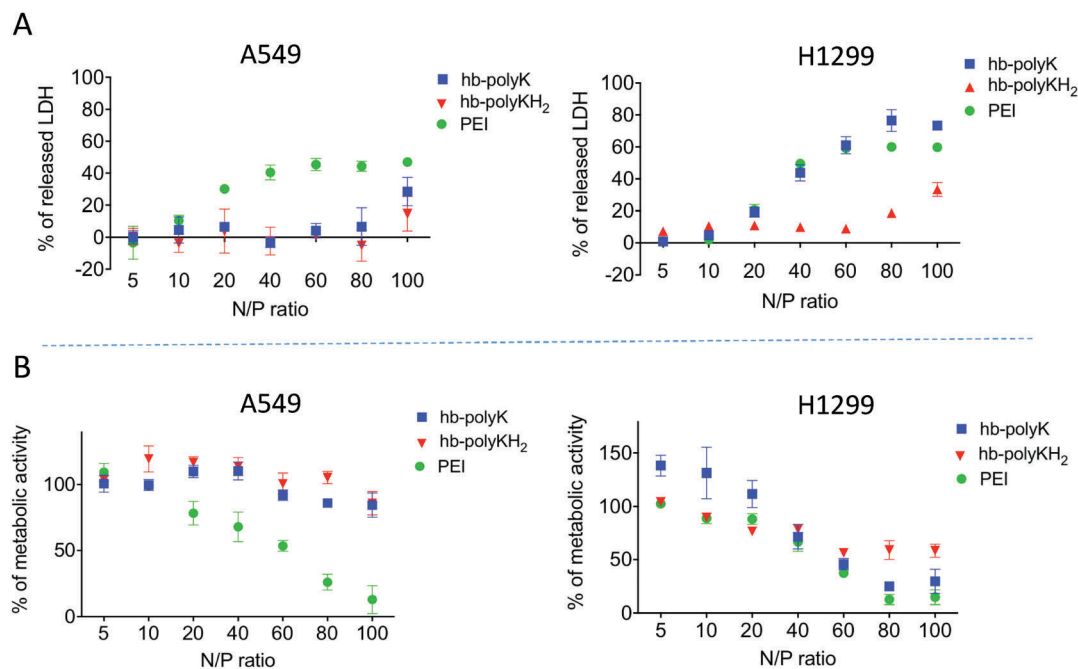 A
A549
% of released LDH
100
80
60
40
20
0
-20
5 10 20 40 60 80 100
N/P ratio
hb-polyK
hb-polyKH₂
PEI
H1299
% of released LDH
100
80
60
40
20
0
-20
5 10 20 40 60 80 100
N/P ratio
hb-polyK
hb-polyKH₂
PEI
B
A549
% of metabolic activity
100
50
0
5 10 20 40 60 80 100
N/P ratio
hb-polyK
hb-polyKH₂
PEI
H1299
% of metabolic activity
150
100
50
0
5 10 20 40 60 80 100
N/P ratio
hb-polyK
hb-polyKH₂
PEI